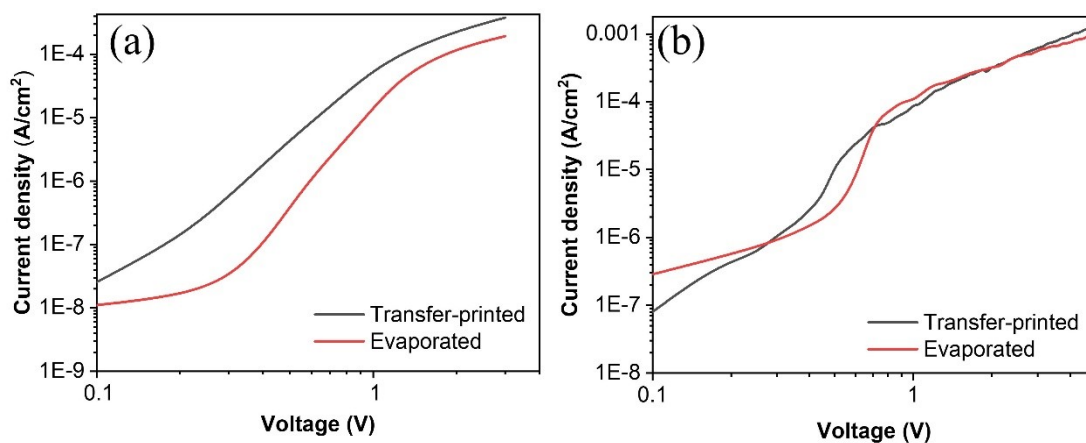 (a)
Current density (A/cm²)
1E-4
1E-5
1E-6
1E-7
1E-8
1E-9
0.1
1
Voltage (V)
Transfer-printed
Evaporated
(b)
Current density (A/cm²)
0.001
1E-4
1E-5
1E-6
1E-7
1E-8
0.1
1
Voltage (V)
Transfer-printed
Evaporated